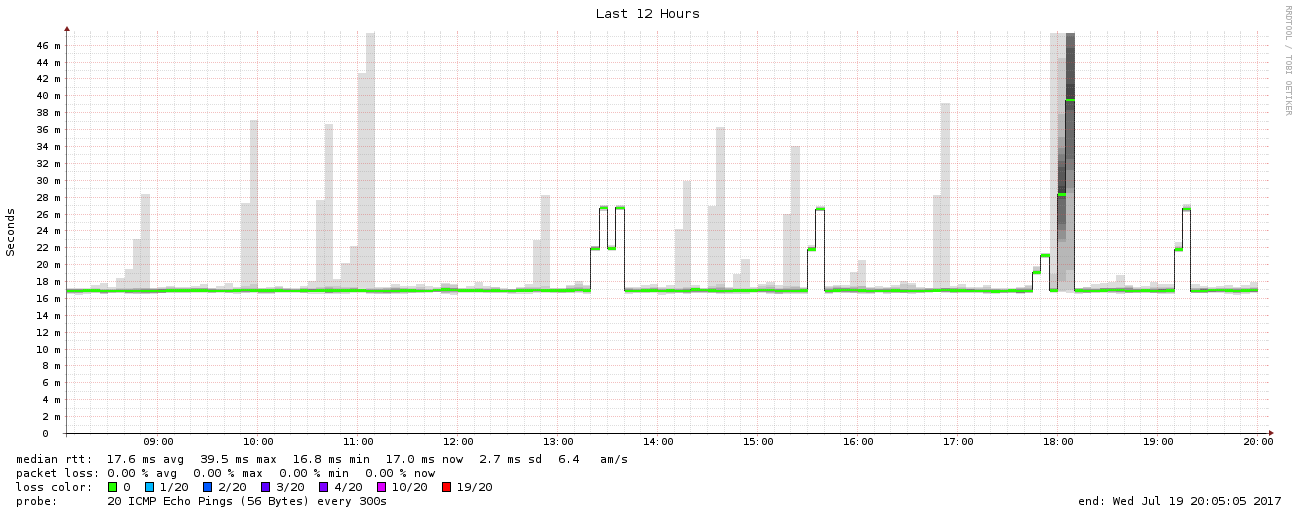 Last 12 Hours
RRDTOOL / TOBI OETIKER
Seconds
46 m
44 m
42 m
40 m
38 m
36 m
34 m
32 m
30 m
28 m
26 m
24 m
22 m
20 m
18 m
16 m
14 m
12 m
10 m
8 m
6 m
4 m
2 m
0
09:00 10:00 11:00 12:00 13:00 14:00 15:00 16:00 17:00 18:00 19:00 20:00
median rtt: 17.6 ms avg 39.5 ms max 16.8 ms min 17.0 ms now 2.7 ms sd 6.4 am/s
packet loss: 0.00 % avg 0.00 % max 0.00 % min 0.00 % now
loss color: 0 1/20 2/20 3/20 4/20 10/20 19/20
probe: 20 ICMP Echo Pings (56 Bytes) every 300s end: Wed Jul 19 20:05:05 2017